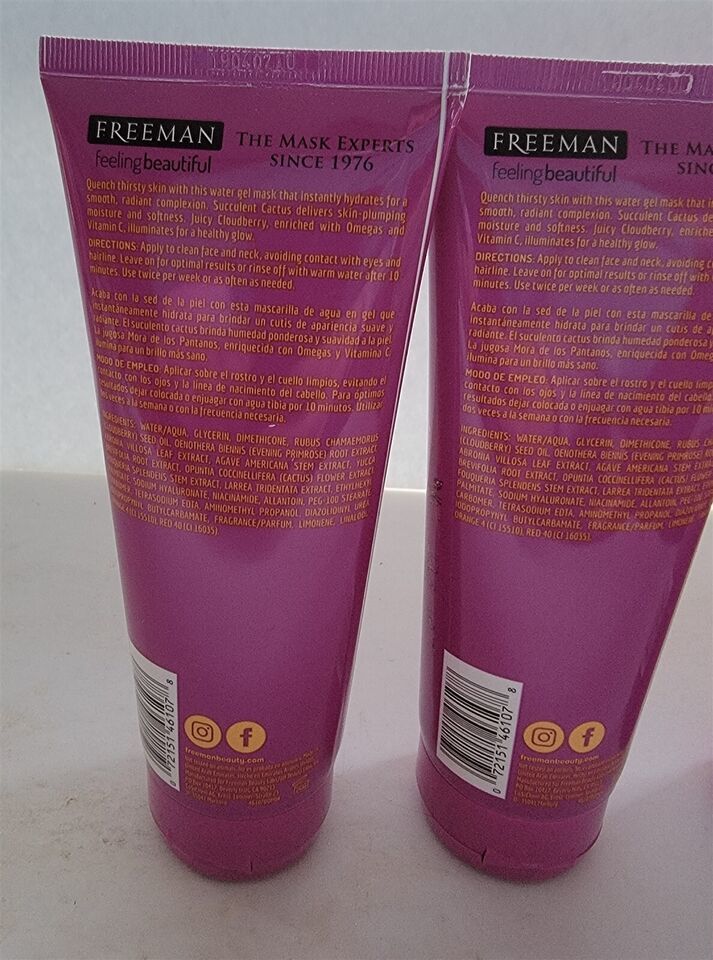 T90407AU
FREEMAN
feelingbeautiful
THE MASK EXPERTS
SINCE 1976
Quench thirsty skin with this water gel mask that instantly hydrates for a
smooth, radiant complexion. Succulent Cactus delivers skin-plumping
moisture and softness. Juicy Cloudberry, enriched with Omegas and
Vitamin C, illuminates for a healthy glow.
DIRECTIONS: Apply to clean face and neck, avoiding contact with eyes and
hairline. Leave on for optimal results or rinse off with warm water after 10
minutes. Use twice per week or as often as needed.
Acaba con la sed de la piel con esta mascarilla de agua en gel que
instantáneamente hidrata para brindar un cutis de apariencia suave y
radiante. El suculento cactus brinda humedad ponderosa y suavidad a la piel.
La jugosa Mora de los Pantanos, enriquecida con Omegas y Vitamina C,
ilumina para un brillo más sano.
MODO DE EMPLEO: Aplicar sobre el rostro y el cuello limpios, evitando el
contacto con los ojos y la línea de nacimiento del cabello. Para óptimos
resultados dejar colocada o enjuagar con agua tibia por 10 minutos. Utilizar
dos veces a la semana o con la frecuencia necesaria.
INGREDIENTS: WATER/AQUA, GLYCERIN, DIMETHICONE, RUBUS CHAMAEMORUS
(CLOUDBERRY) SEED OIL, OENOTHERA BIENNIS (EVENING PRIMROSE) ROOT EXTRACT,
ABRONIA VILLOSA LEAF EXTRACT, AGAVE AMERICANA STEM EXTRACT, YUCCA
BREVIFOLIA ROOT EXTRACT, OPUNTIA COCCINELLIFERA (CACTUS) FLOWER EXTRACT,
FOUQUIERIA SPLENDENS STEM EXTRACT, LARREA TRIDENTATA EXTRACT, ETHYLHEXYL
PALMITATE, SODIUM HYALURONATE, NIACINAMIDE, ALLANTOIN, PEG-100 STEARATE,
CARBOMER, TETRASODIUM EDTA, AMINOMETHYL PROPANOL, DIAZOLIDINYL UREA,
IODOPROPYNYL BUTYLCARBAMATE, FRAGRANCE/PARFUM, LIMONENE, LINALOOL,
ORANGE 4 (CI 15510), RED 40 (CI 16035).
0 72151 46107 8
freemanbeauty.com
PO Box 10417, Beverly Hills, CA 90213
FREEMAN
feelingbeautiful
THE MA
SINC
Quench thirsty skin with this water gel mask that in
smooth, radiant complexion. Succulent Cactus de
moisture and softness. Juicy Cloudberry, enriche
Vitamin C, illuminates for a healthy glow.
DIRECTIONS: Apply to clean face and neck, avoiding c
hairline. Leave on for optimal results or rinse off with
minutes. Use twice per week or as often as needed.
Acaba con la sed de la piel con esta mascarilla de
instantáneamente hidrata para brindar un cutis de a
radiante. El suculento cactus brinda humedad ponderosa y
La jugosa Mora de los Pantanos, enriquecida con Omeg
ilumina para un brillo más sano.
MODO DE EMPLEO: Aplicar sobre el rostro y el cuello limp
contacto con los ojos y la línea de nacimiento del cabello.
resultados dejar colocada o enjuagar con agua tibia por 10 mi
dos veces a la semana o con la frecuencia necesaria.
INGREDIENTS: WATER/AQUA, GLYCERIN, DIMETHICONE, RUBUS CH
(CLOUDBERRY) SEED OIL, OENOTHERA BIENNIS (EVENING PRIMROSE) RO
ABRONIA VILLOSA LEAF EXTRACT, AGAVE AMERICANA STEM EXTRA
BREVIFOLIA ROOT EXTRACT, OPUNTIA COCCINELLIFERA (CACTUS) FLOW
FOUQUIERIA SPLENDENS STEM EXTRACT, LARREA TRIDENTATA EXTRACT,
PALMITATE, SODIUM HYALURONATE, NIACINAMIDE, ALLANTOIN, PEG-
CARBOMER, TETRASODIUM EDTA, AMINOMETHYL PROPANOL, DIAZOL
IODOPROPYNYL BUTYLCARBAMATE, FRAGRANCE/PARFUM, LIMONENE,
ORANGE 4 (CI 15510), RED 40 (CI 16035).
0 72151 46107 8
freemanbeauty.com